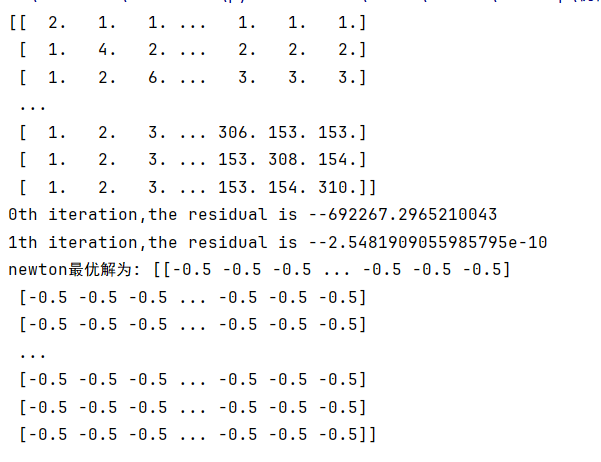 [[  2.   1.   1. ...   1.   1.   1.]
 [  1.   4.   2. ...   2.   2.   2.]
 [  1.   2.   6. ...   3.   3.   3.]
 ...
 [  1.   2.   3. ... 306. 153. 153.]
 [  1.   2.   3. ... 153. 308. 154.]
 [  1.   2.   3. ... 153. 154. 310.]]
0th iteration,the residual is --692267.2965210043
1th iteration,the residual is --2.5481909055985795e-10
newton最优解为: [[-0.5 -0.5 -0.5 ... -0.5 -0.5 -0.5]
 [-0.5 -0.5 -0.5 ... -0.5 -0.5 -0.5]
 [-0.5 -0.5 -0.5 ... -0.5 -0.5 -0.5]
 ...
 [-0.5 -0.5 -0.5 ... -0.5 -0.5 -0.5]
 [-0.5 -0.5 -0.5 ... -0.5 -0.5 -0.5]
 [-0.5 -0.5 -0.5 ... -0.5 -0.5 -0.5]]